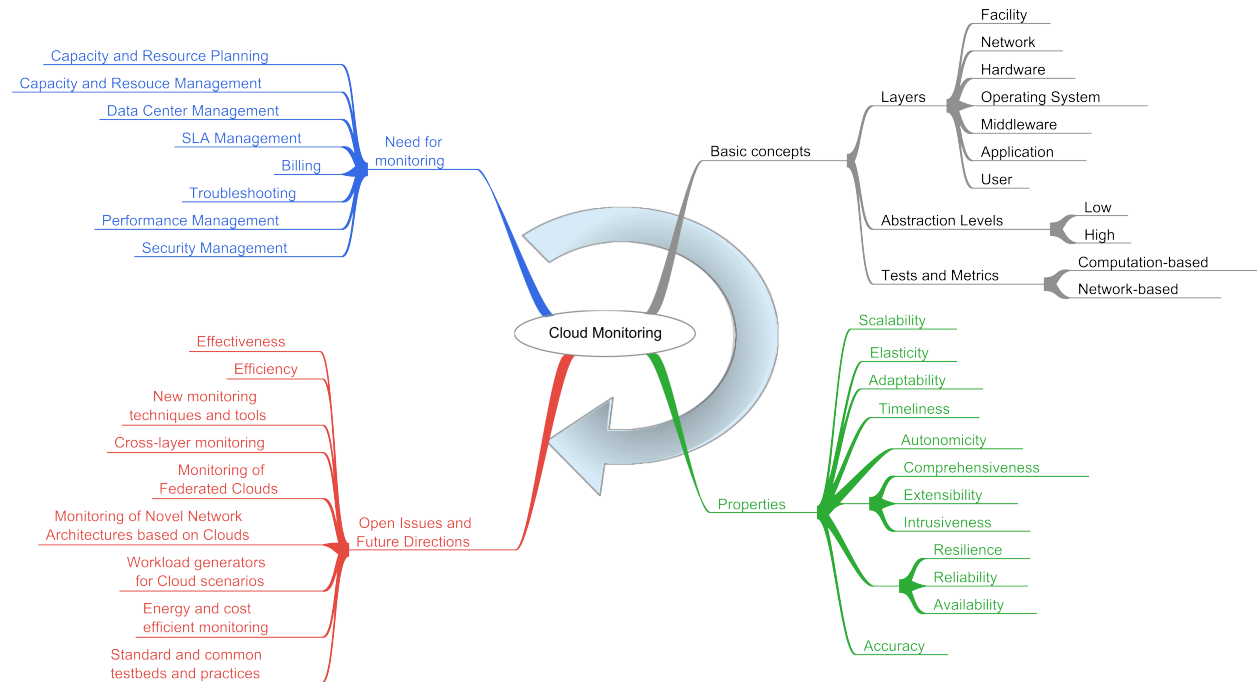 Capacity and Resource Planning
Capacity and Resouce Management
Data Center Management
SLA Management
Billing
Troubleshooting
Performance Management
Security Management
Need for
monitoring
Basic concepts
Layers
Facility
Network
Hardware
Operating System
Middleware
Application
User
Abstraction Levels
Low
High
Tests and Metrics
Computation-based
Network-based
Cloud Monitoring
Effectiveness
Efficiency
New monitoring
techniques and tools
Cross-layer monitoring
Monitoring of
Federated Clouds
Monitoring of Novel Network
Architectures based on Clouds
Workload generators
for Cloud scenarios
Energy and cost
efficient monitoring
Standard and common
testbeds and practices
Open Issues and
Future Directions
Properties
Scalability
Elasticity
Adaptability
Timeliness
Autonomicity
Comprehensiveness
Extensibility
Intrusiveness
Resilience
Reliability
Availability
Accuracy